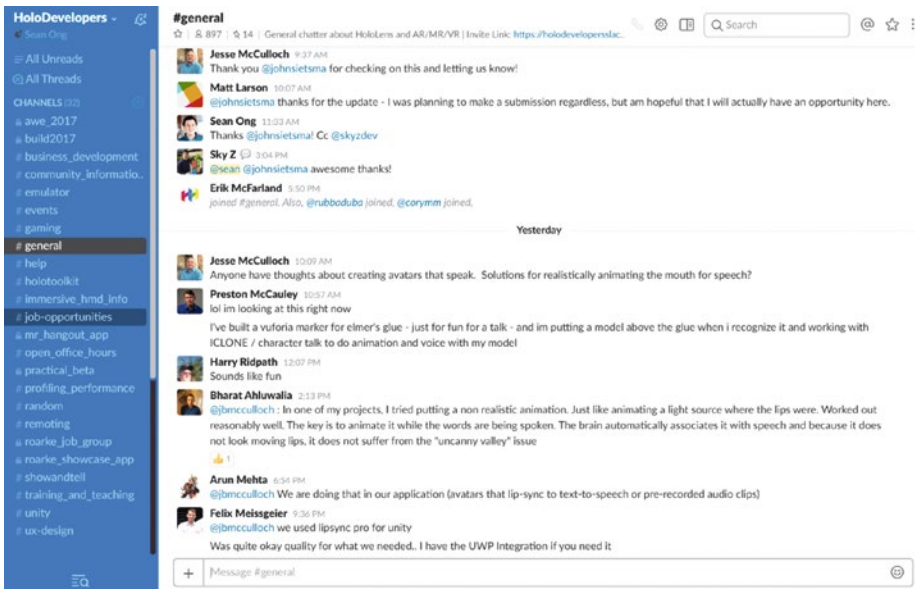 HoloDevelopers
Sean Ong
All Unreads
All Threads
CHANNELS (32)
awe_2017
build2017
# business_development
# community_informatio..
# emulator
# events
# gaming
# general
# help
# holotoolkit
# immersive_hmd_info
# job-opportunities
mr_hangout_app
# open_office_hours
practical_beta
# profiling_performance
# random
# remoting
roarke_job_group
roarke_showcase_app
# showandtell
# training_and_teaching
# unity
# ux-design
#general
897 | 14 | General chatter about HoloLens and AR/MR/VR | Invite Link: https://holodevelopersslac..
Search
Jesse McCulloch 9:37 AM
Thank you @johnsietsma for checking on this and letting us know!
Matt Larson 10:07 AM
@johnsietsma thanks for the update - I was planning to make a submission regardless, but am hopeful that I will actually have an opportunity here.
Sean Ong 11:23 AM
Thanks @johnsietsma! Cc @skyzdev
Sky Z 3:04 PM
@sean @johnsietsma awesome thanks!
Erik McFarland 5:50 PM
joined #general. Also, @rubbaduba joined, @corymm joined.
Yesterday
Jesse McCulloch 10:09 AM
Anyone have thoughts about creating avatars that speak. Solutions for realistically animating the mouth for speech?
Preston McCauley 10:57 AM
lol im looking at this right now
I've built a vuforia marker for elmer's glue - just for fun for a talk - and im putting a model above the glue when i recognize it and working with
ICLONE / character talk to do animation and voice with my model
Harry Ridpath 12:07 PM
Sounds like fun
Bharat Ahluwalia 2:13 PM
@jbmcculloch : In one of my projects, I tried putting a non realistic animation. Just like animating a light source where the lips were. Worked out
reasonably well. The key is to animate it while the words are being spoken. The brain automatically associates it with speech and because it does
not look moving lips, it does not suffer from the "uncanny valley" issue
1
Arun Mehta 6:54 PM
@jbmcculloch We are doing that in our application (avatars that lip-sync to text-to-speech or pre-recorded audio clips)
Felix Meissgeier 9:36 PM
@jbmcculloch we used lipsync pro for unity
Was quite okay quality for what we needed.. I have the UWP Integration if you need it
Message #general